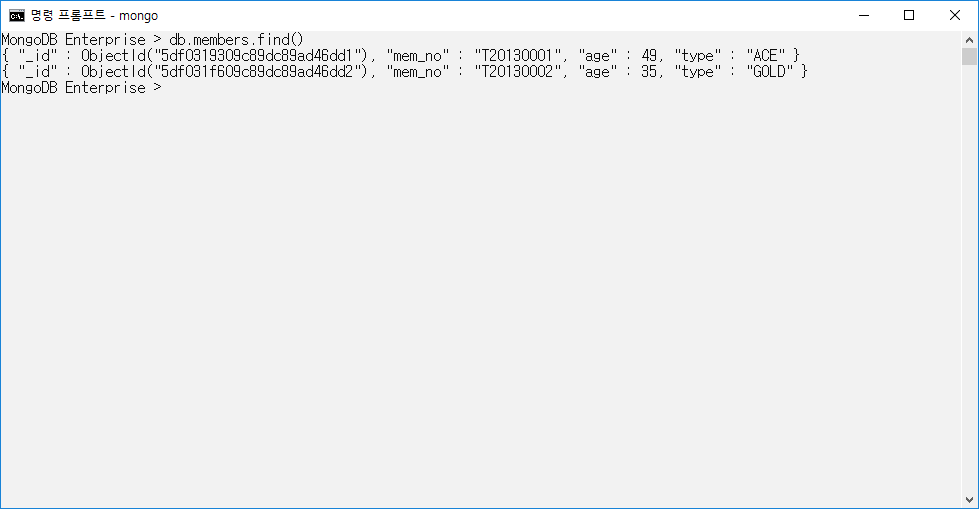 명령 프롬프트 - mongo
MongoDB Enterprise > db.members.find()
{ "_id" : ObjectId("5df0319309c89dc89ad46dd1"), "mem_no" : "T20130001", "age" : 49, "type" : "ACE" }
{ "_id" : ObjectId("5df031f609c89dc89ad46dd2"), "mem_no" : "T20130002", "age" : 35, "type" : "GOLD" }
MongoDB Enterprise >